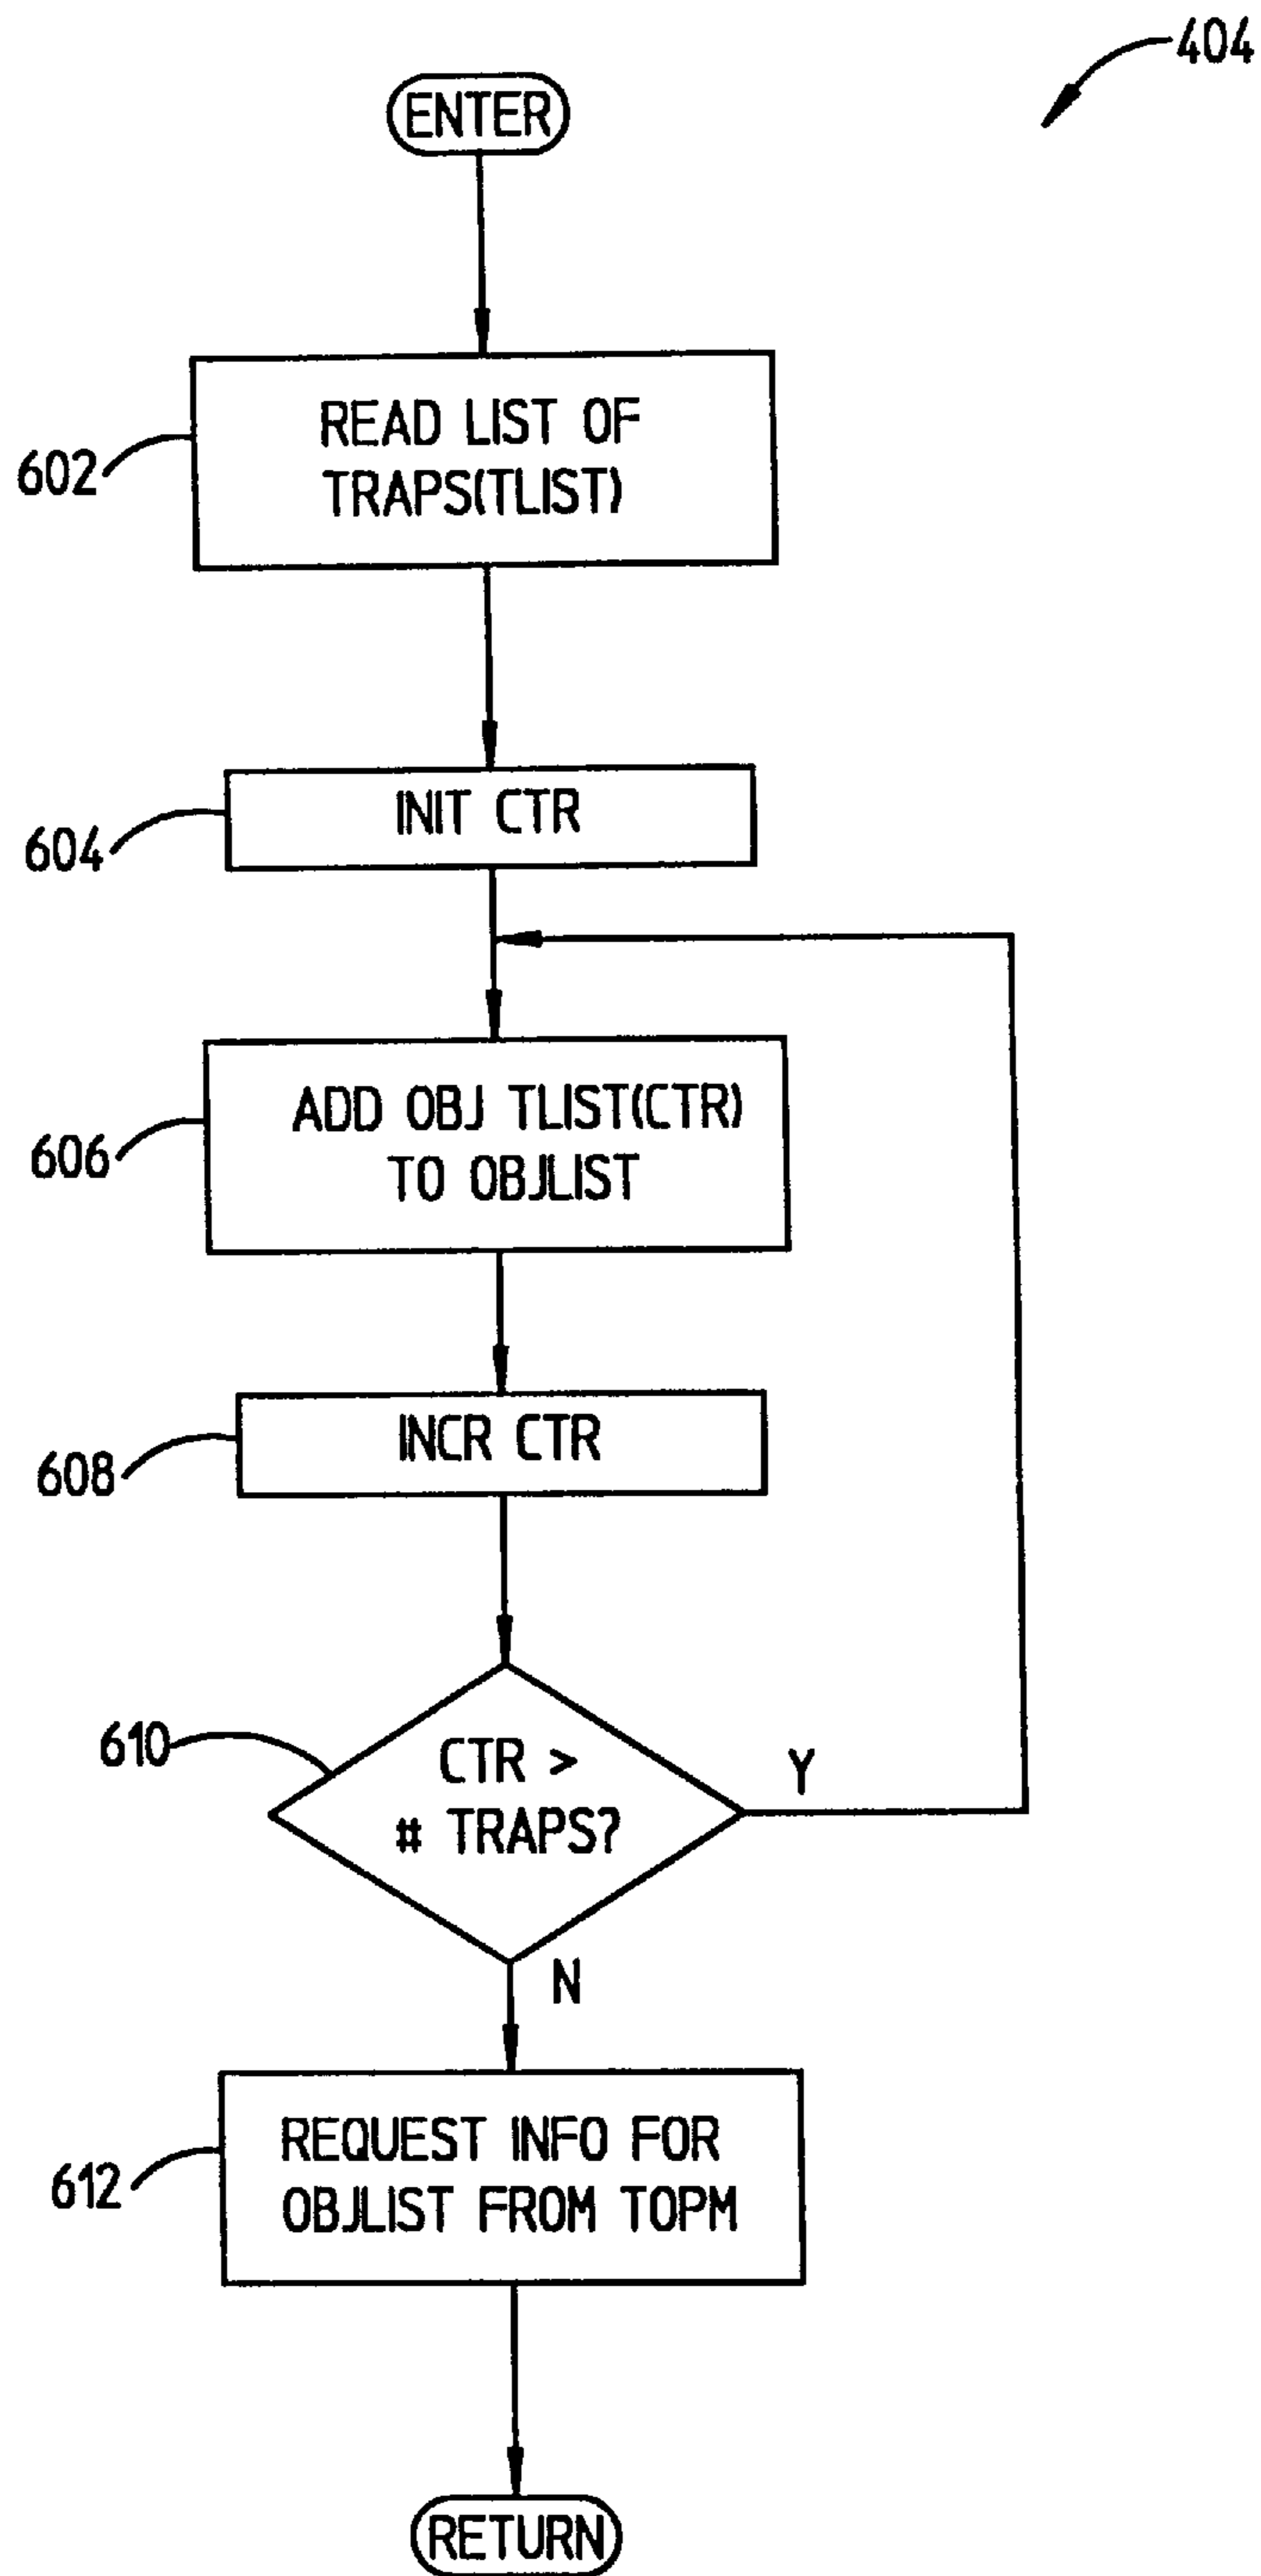 404
ENTER
602
READ LIST OF
TRAPS(TLIST)
604
INIT CTR
606
ADD OBJ TLIST(CTR)
TO OBJLIST
608
INCR CTR
610
CTR >
# TRAPS?
Y
N
612
REQUEST INFO FOR
OBJLIST FROM TOPM
RETURN